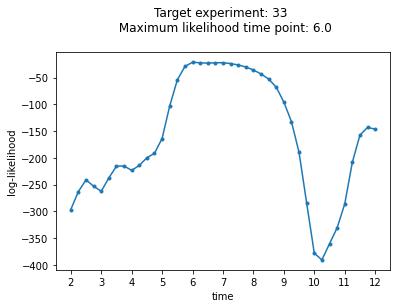 Target experiment: 33
Maximum likelihood time point: 6.0
−50
−100
−150
−200
−250
−300
−350
−400
log-likelihood
2 3 4 5 6 7 8 9 10 11 12
time